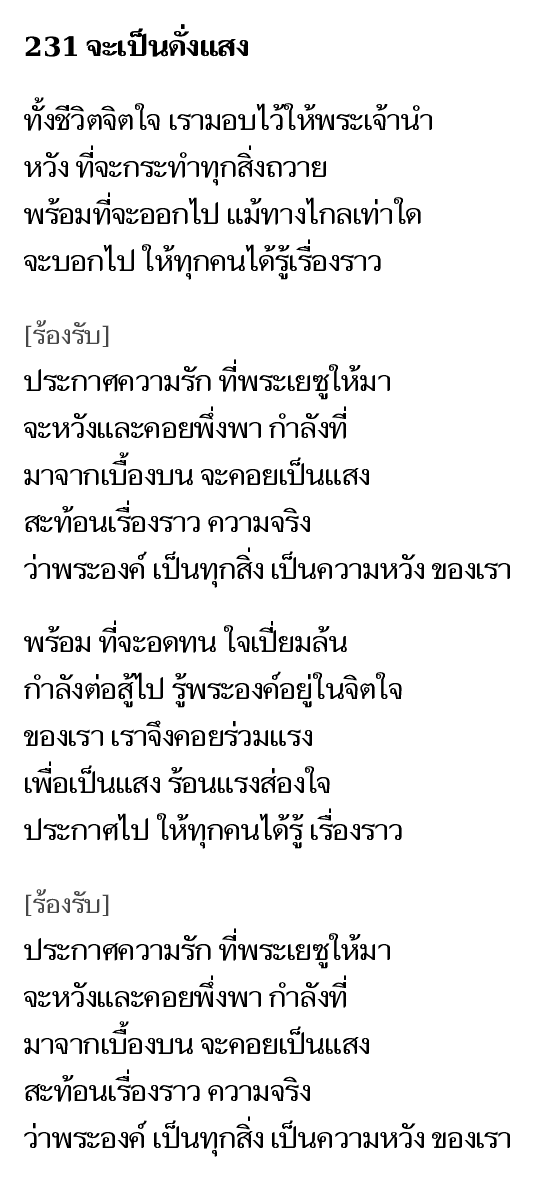 231 จะเป็นดั่งแสง
ทั้งชีวิตจิตใจ เรามอบไว้ให้พระเจ้านำ
หวัง ที่จะกระทำทุกสิ่งถวาย
พร้อมที่จะออกไป แม้ทางไกลเท่าใด
จะบอกไป ให้ทุกคนได้รู้เรื่องราว
[ร้องรับ]
ประกาศความรัก ที่พระเยซูให้มา
จะหวังและคอยพึ่งพา กำลังที่
มาจากเบื้องบน จะคอยเป็นแสง
สะท้อนเรื่องราว ความจริง
ว่าพระองค์ เป็นทุกสิ่ง เป็นความหวัง ของเรา
พร้อม ที่จะอดทน ใจเปี่ยมล้น
กำลังต่อสู้ไป รู้พระองค์อยู่ในจิตใจ
ของเรา เราจึงคอยร่วมแรง
เพื่อเป็นแสง ร้อนแรงส่องใจ
ประกาศไป ให้ทุกคนได้รู้ เรื่องราว
[ร้องรับ]
ประกาศความรัก ที่พระเยซูให้มา
จะหวังและคอยพึ่งพา กำลังที่
มาจากเบื้องบน จะคอยเป็นแสง
สะท้อนเรื่องราว ความจริง
ว่าพระองค์ เป็นทุกสิ่ง เป็นความหวัง ของเรา